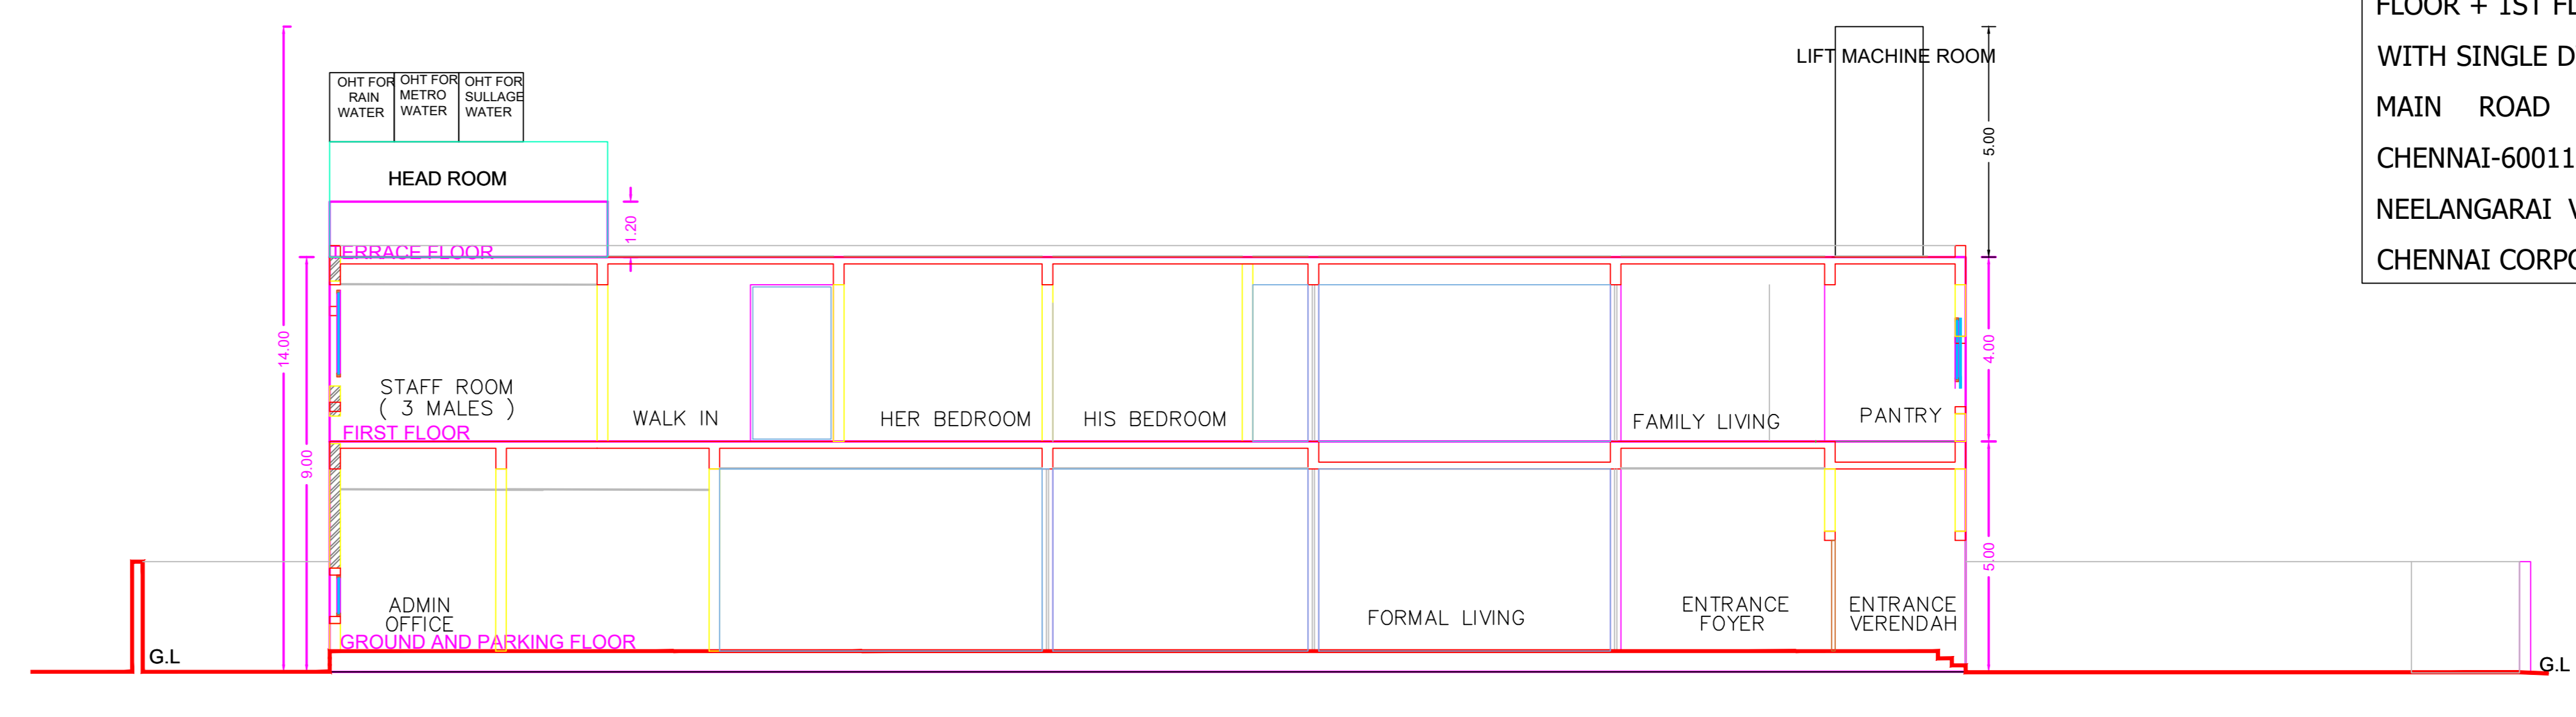 FLOOR + 1ST FL
WITH SINGLE D
MAIN ROAD
CHENNAI-60011
NEELANGARAI V
CHENNAI CORPO
LIFT MACHINE ROOM
OHT FOR
RAIN
WATER
OHT FOR
METRO
WATER
OHT FOR
SULLAGE
WATER
HEAD ROOM
5.00
1.20
TERRACE FLOOR
14.00
9.00
4.00
STAFF ROOM
( 3 MALES )
WALK IN
HER BEDROOM
HIS BEDROOM
FAMILY LIVING
PANTRY
FIRST FLOOR
5.00
ADMIN
OFFICE
FORMAL LIVING
ENTRANCE
FOYER
ENTRANCE
VERENDAH
GROUND AND PARKING FLOOR
G.L
G.L